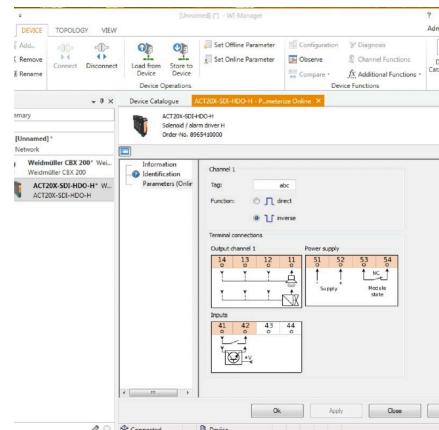 [Unnamed] (*) - WI-Manager
?
DEVICE TOPOLOGY VIEW
Add...
Remove
Rename
Connect
Disconnect
Load from Device
Store to Device
Set Offline Parameter
Set Online Parameter
Configuration
Observe
Compare
Diagnosis
Channel Functions
Additional Functions
Device Operations
Device Functions
Device Catalogue
ACT20X-SDI-HDO-H - P...meterize Online
[Unnamed]*
Network
Weidmüller CBX 200* Wei...
Weidmüller CBX 200
ACT20X-SDI-HDO-H* W...
ACT20X-SDI-HDO-H
ACT20X-SDI-HDO-H
Solenoid / alarm driver H
Order-No. 8965410000
Information
Identification
Parameters (Onlin
Channel 1
Tag: abc
Function: direct
inverse
Terminal connections
Output channel 1
Power supply
14 13 12 11
51 52 53 54
NC
Supply
Module state
Inputs
41 42 43 44
+V
Ok
Apply
Close
Connected
Device